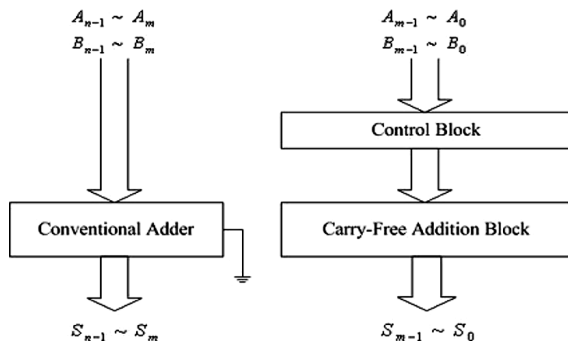 A_{n-1} ~ A_m
B_{n-1} ~ B_m
A_{m-1} ~ A_0
B_{m-1} ~ B_0
Control Block
Conventional Adder
Carry-Free Addition Block
S_{n-1} ~ S_m
S_{m-1} ~ S_0